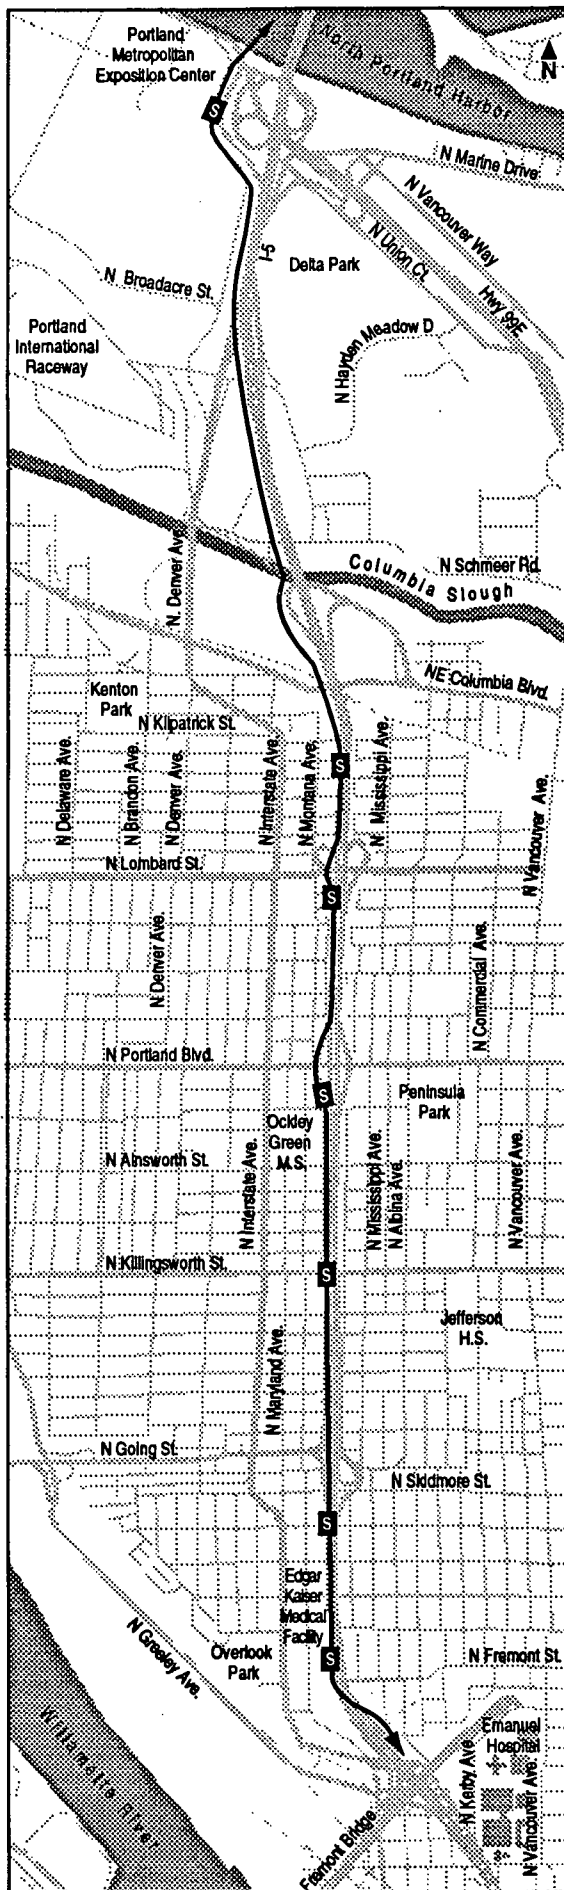 Portland
Metropolitan
Exposition Center
N
North Portland Harbor
S
N Marine Drive
N Vancouver Way
N Union Ct.
I-5
Delta Park
Hwy 99E
N Broadacre St.
Portland
International
Raceway
N Hayden Meadow D
N. Denver Ave.
N Schmeer Rd.
Columbia Slough
NE Columbia Blvd.
Kenton
Park
N Kilpatrick St.
N Delaware Ave.
N Brandon Ave.
N Denver Ave.
N Interstate Ave.
N Montana Ave.
S
N Mississippi Ave.
N Vancouver Ave.
N Lombard St.
S
N Denver Ave.
N Commercial Ave.
N Portland Blvd.
S
Peninsula
Park
Ockley
Green
M.S.
N Ainsworth St.
N Interstate Ave.
N Mississippi Ave.
N Albina Ave.
N Vancouver Ave.
N Killingsworth St.
S
Jefferson
H.S.
N Maryland Ave.
N Going St.
N Skidmore St.
S
Edgar
Kaiser
Medical
Facility
N Greeley Ave.
Overlook
Park
S
N Fremont St.
Willamette River
Emanuel
Hospital
N Kerby Ave.
N Vancouver Ave.
Fremont Bridge